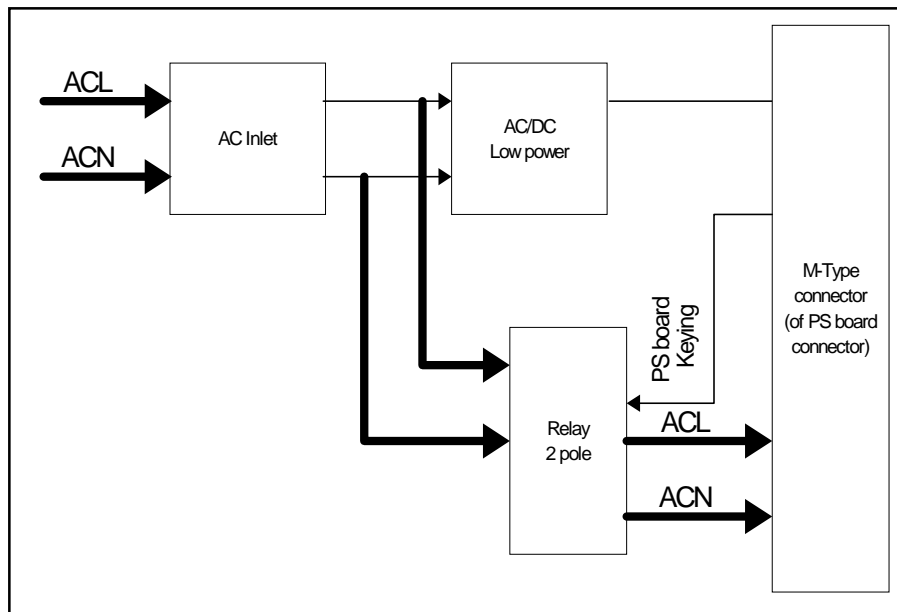 ACL
ACN
AC Inlet
AC/DC
Low power
M-Type
connector
(of PS board
connector)
PS board
Keying
Relay
2 pole
ACL
ACN